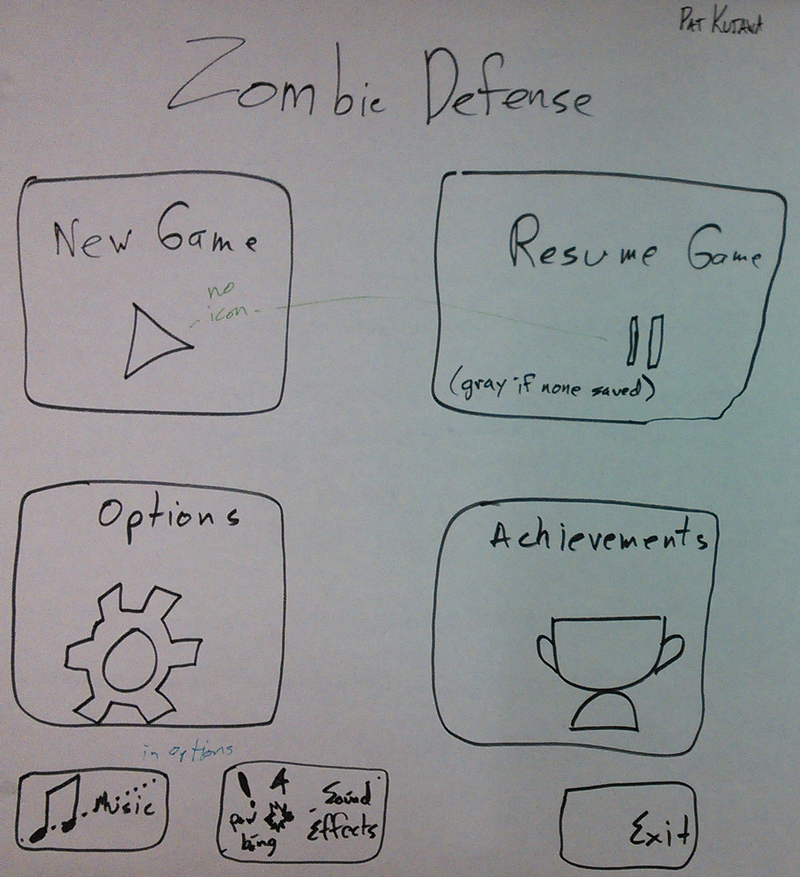 PAT KUJAWA
Zombie Defense
New Game
no
icon
Resume Game
(gray if none saved)
Options
Achievements
in options
Music
!
pow
bing
Sound
Effects
Exit